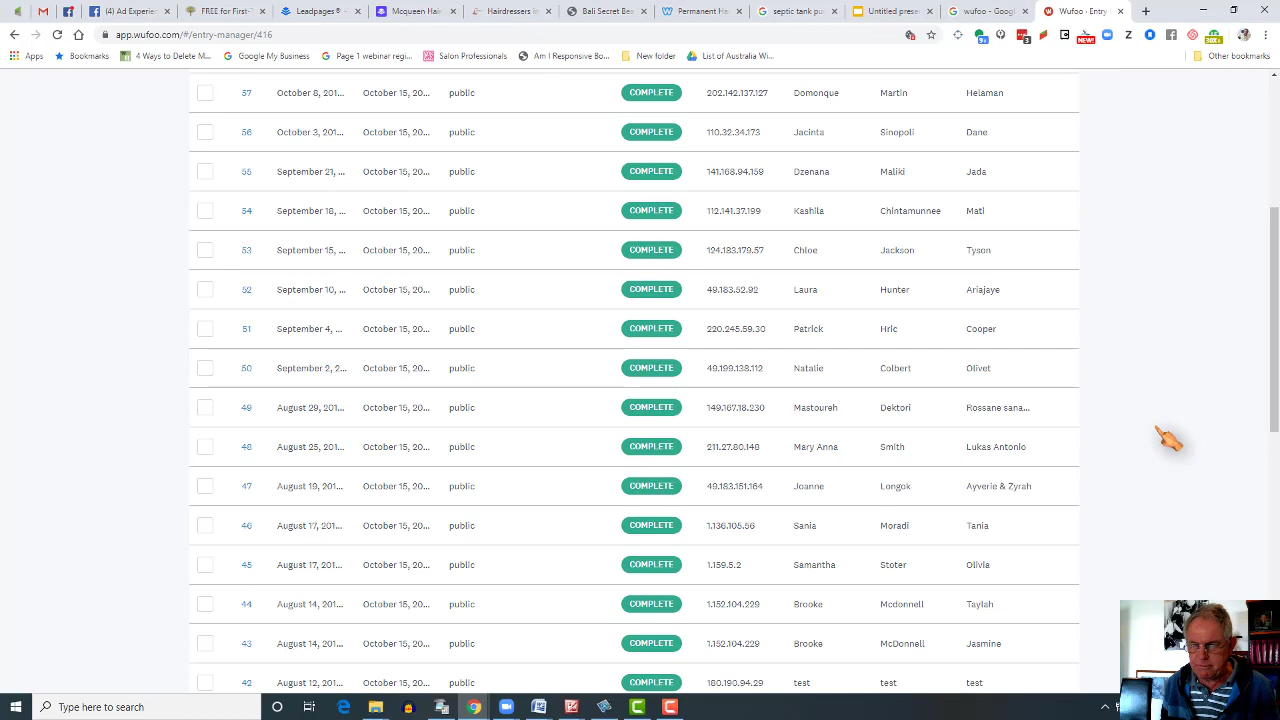 (4) Ad Experie
FREE for First-
Leadpages® -
Mcqueen Hair
Hairdressers in
Bali Secret Bea
Permanent Ha
septic tank pu
Untitled prese
wufoo - Google
Wufoo · Entry
app.wufoo.com/#/entry-manager/416
Apps
Bookmarks
4 Ways to Delete M...
Google My Business
Page 1 webinar regi...
Salon Professionals...
Am I Responsive Bo...
New folder
List of Australia Wi...
Other bookmarks
57 October 8, 201... October 15, 20... public COMPLETE 202.142.137.127 Domonque Martin Helaman
56 October 3, 201... October 15, 20... public COMPLETE 110.32.34.173 Jacinta Sinopoli Dane
55 September 21, ... October 15, 20... public COMPLETE 141.168.94.159 Dzenana Maliki Jada
54 September 18, ... October 15, 20... public COMPLETE 112.141.37.199 Kashila Chintamunnee Mati
53 September 15, ... October 15, 20... public COMPLETE 124.183.179.57 Chloe Jackson Tyson
52 September 10, ... October 15, 20... public COMPLETE 49.183.52.92 Laura Hunter Ariajaye
51 September 4, ... October 15, 20... public COMPLETE 220.245.59.30 Patrick Hric Cooper
50 September 2, 2... October 15, 20... public COMPLETE 49.199.138.112 Natalie Colbert Olivet
49 August 29, 201... October 15, 20... public COMPLETE 149.167.18.230 Mastoureh Dektori Rossane sana...
48 August 25, 201... October 15, 20... public COMPLETE 211.27.80.148 Mary Anna Smith Lukas Antonio
47 August 19, 201... October 15, 20... public COMPLETE 49.183.151.164 Joanne Longok Ayverie & Zyrah
46 August 17, 201... October 15, 20... public COMPLETE 1.136.105.56 Sania Moradi Tania
45 August 17, 201... October 15, 20... public COMPLETE 1.159.5.2 Samantha Stoter Olivia
44 August 14, 201... October 15, 20... public COMPLETE 1.152.104.229 Brooke Mcdonnell Taylah
43 August 14, 201... October 15, 20... public COMPLETE 1.152.104.229 Brooke McDonnell Jasmine
42 August 12, 201... October 15, 20... public COMPLETE 180.190.94.29 test test test
Type here to search